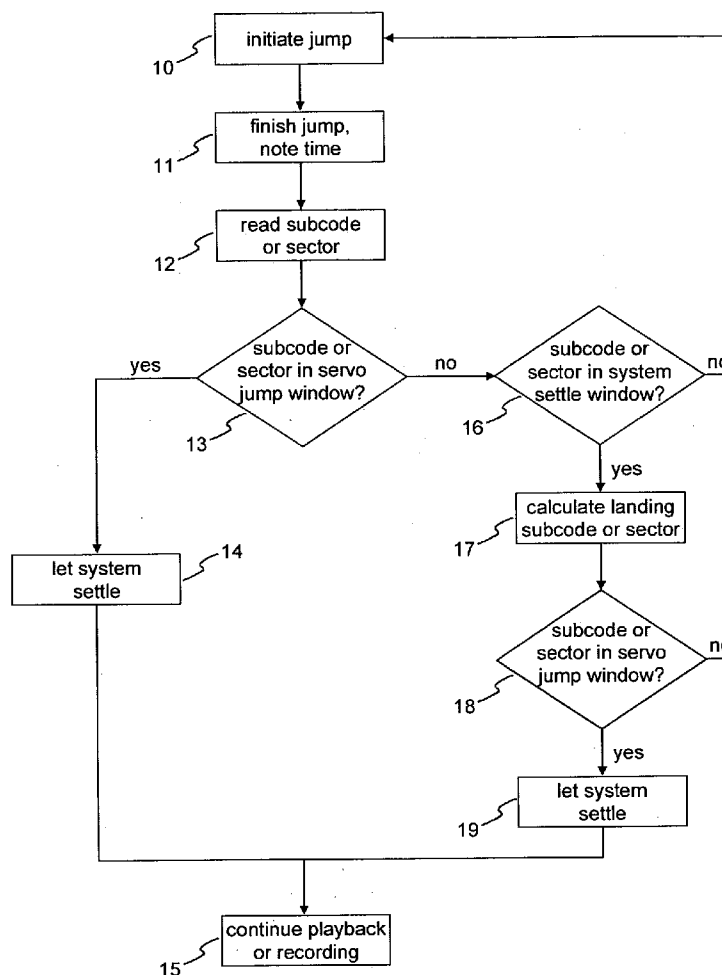 initiate jump
10
finish jump,
note time
11
read subcode
or sector
12
subcode or
sector in servo
jump window?
yes
no
13
subcode or
sector in system
settle window?
no
16
yes
calculate landing
subcode or sector
17
let system
settle
14
subcode or
sector in servo
jump window?
no
18
yes
let system
settle
19
continue playback
or recording
15